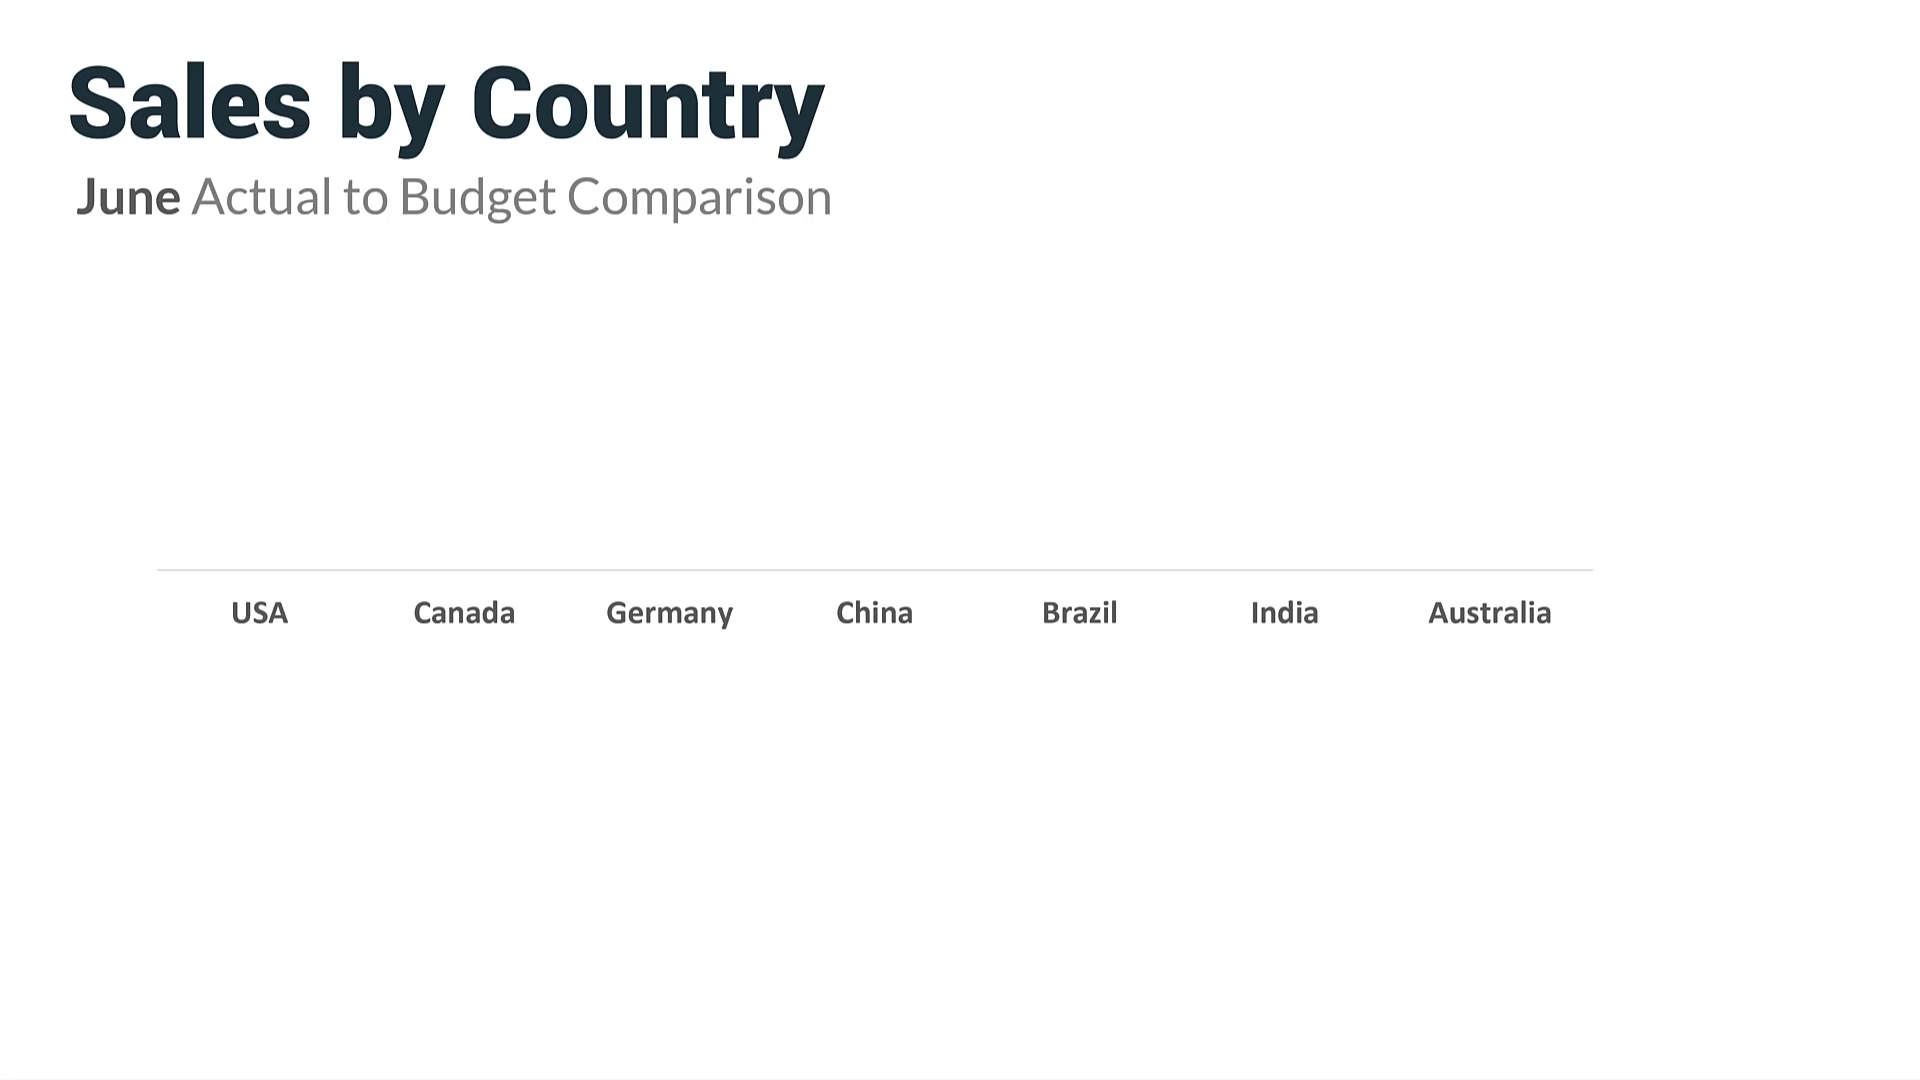 Sales by Country
June Actual to Budget Comparison
USA Canada Germany China Brazil India Australia